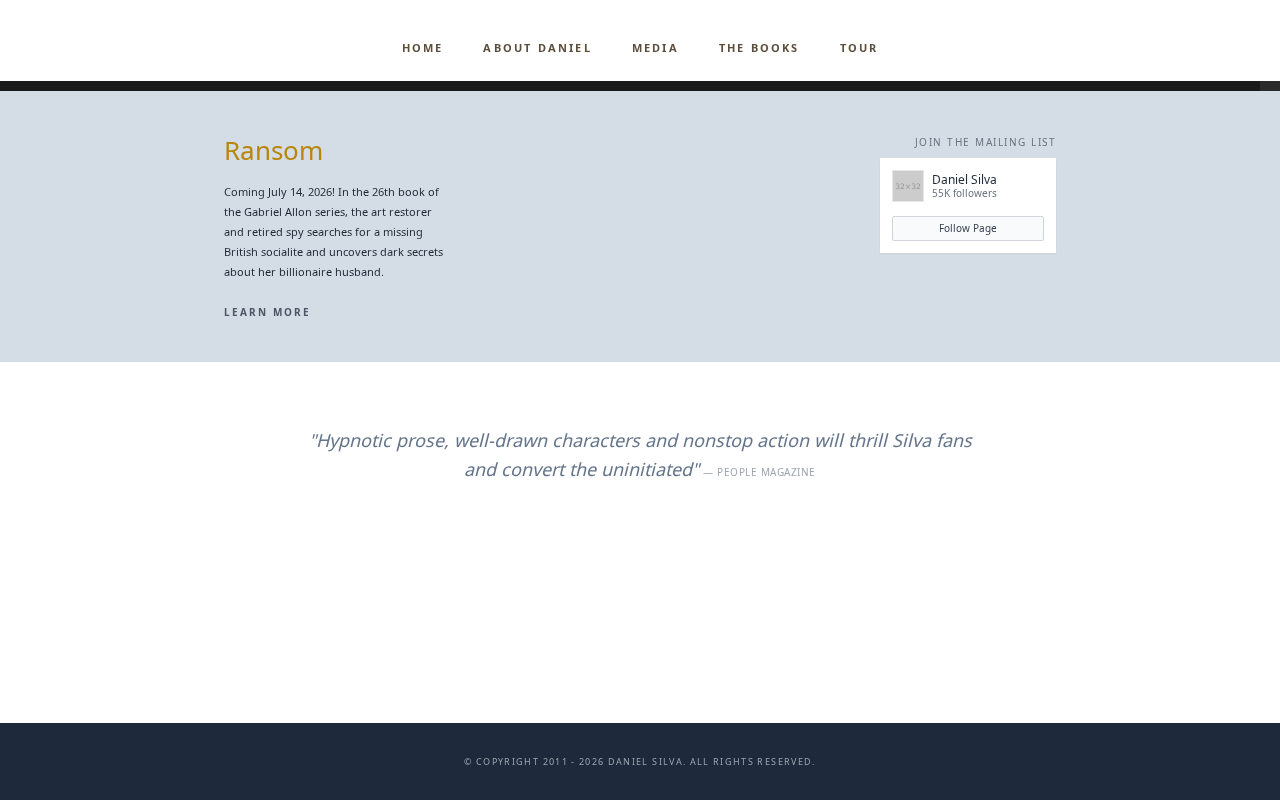 HOME ABOUT DANIEL MEDIA THE BOOKS TOUR
Ransom
Coming July 14, 2026! In the 26th book of
the Gabriel Allon series, the art restorer
and retired spy searches for a missing
British socialite and uncovers dark secrets
about her billionaire husband.
LEARN MORE
JOIN THE MAILING LIST
32×32
Daniel Silva
55K followers
Follow Page
"Hypnotic prose, well-drawn characters and nonstop action will thrill Silva fans
and convert the uninitiated" — PEOPLE MAGAZINE
© COPYRIGHT 2011 - 2026 DANIEL SILVA. ALL RIGHTS RESERVED.